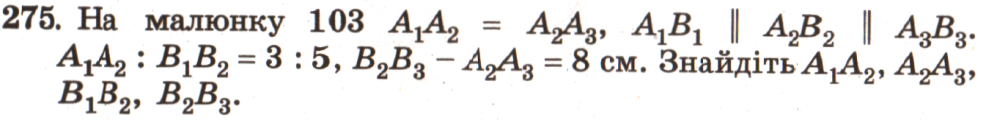 275. На малюнку 103 A₁A₂ = A₂A₃, A₁B₁ ∥ A₂B₂ ∥ A₃B₃.
A₁A₂ : B₁B₂ = 3 : 5, B₂B₃ – A₂A₃ = 8 см. Знайдіть A₁A₂, A₂A₃,
B₁B₂, B₂B₃.